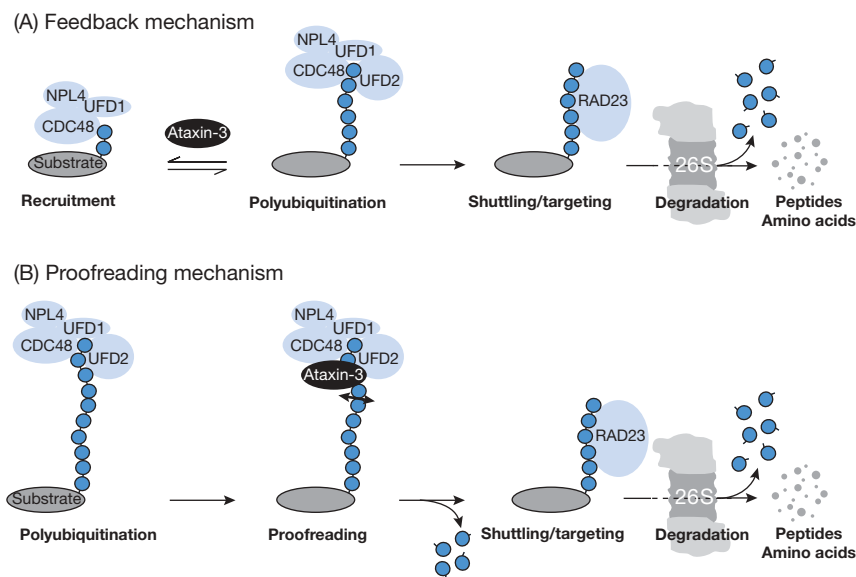 (A) Feedback mechanism
NPL4
UFD1
CDC48
Substrate
Recruitment
Ataxin-3
NPL4
UFD1
CDC48
UFD2
Polyubiquitination
RAD23
Shuttling/targeting
26S
Degradation
Peptides
Amino acids
(B) Proofreading mechanism
NPL4
UFD1
CDC48
UFD2
Substrate
Polyubiquitination
NPL4
UFD1
CDC48
UFD2
Ataxin-3
Proofreading
RAD23
Shuttling/targeting
26S
Degradation
Peptides
Amino acids